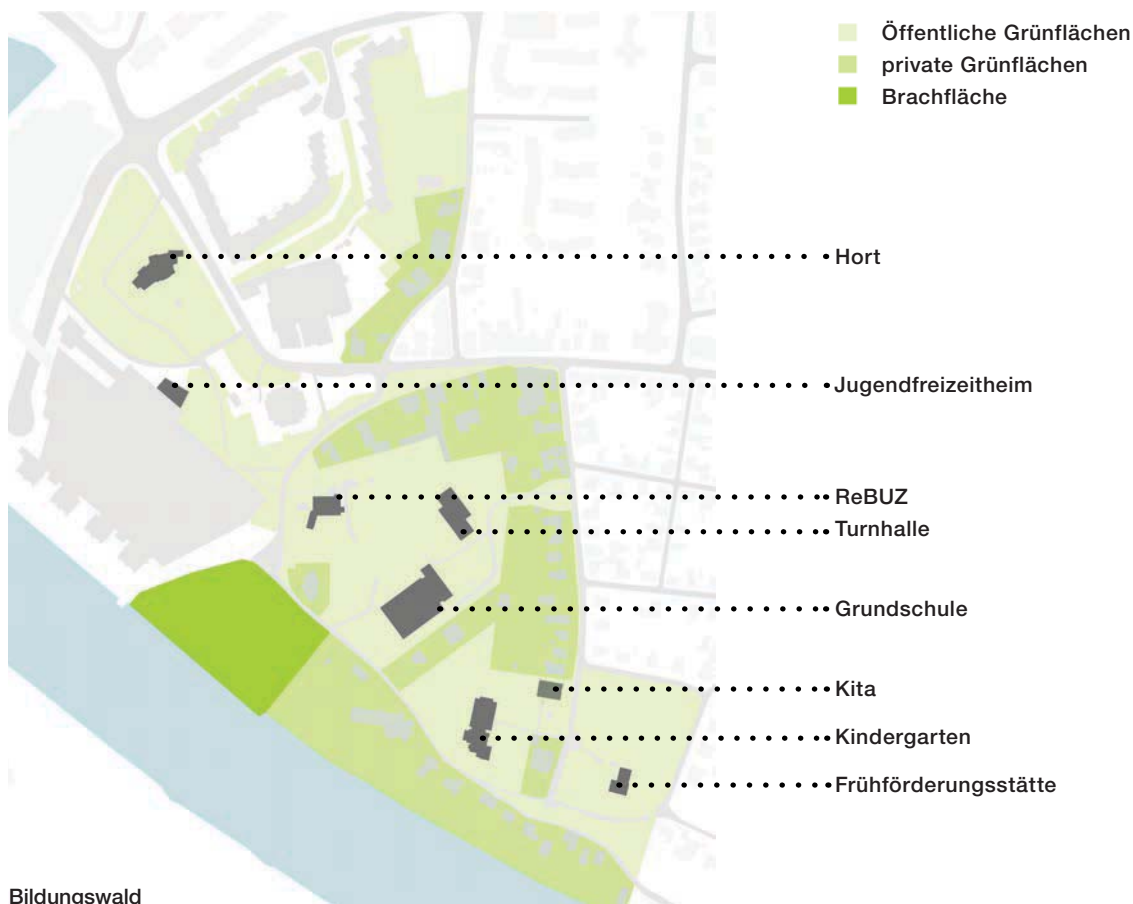 Öffentliche Grünflächen
private Grünflächen
Brachfläche
Hort
Jugendfreizeitheim
ReBUZ
Turnhalle
Grundschule
Kita
Kindergarten
Frühförderungsstätte
Bildungswald